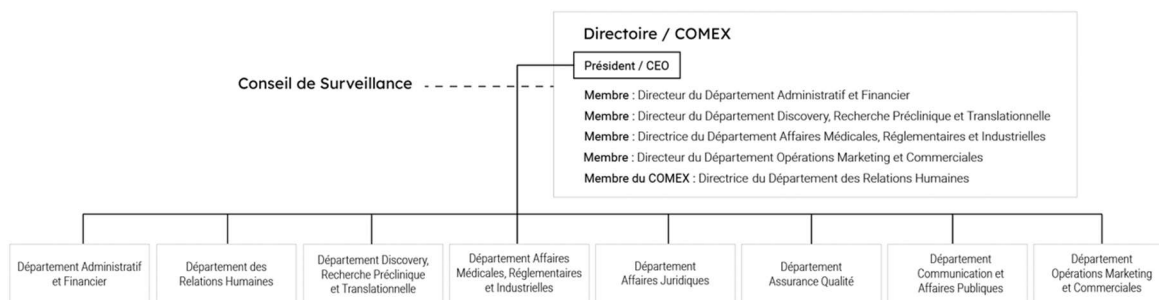 Directoire / COMEX
Président / CEO
Conseil de Surveillance
Membre : Directeur du Département Administratif et Financier
Membre : Directeur du Département Discovery, Recherche Préclinique et Translationnelle
Membre : Directrice du Département Affaires Médicales, Réglementaires et Industrielles
Membre : Directeur du Département Opérations Marketing et Commerciales
Membre du COMEX : Directrice du Département des Relations Humaines
Département Administratif
et Financier
Département des
Relations Humaines
Département Discovery,
Recherche Préclinique
et Translationnelle
Département Affaires
Médicales, Réglementaires
et Industrielles
Département
Affaires Juridiques
Département
Assurance Qualité
Département
Communication et
Affaires Publiques
Département
Opérations Marketing
et Commerciales